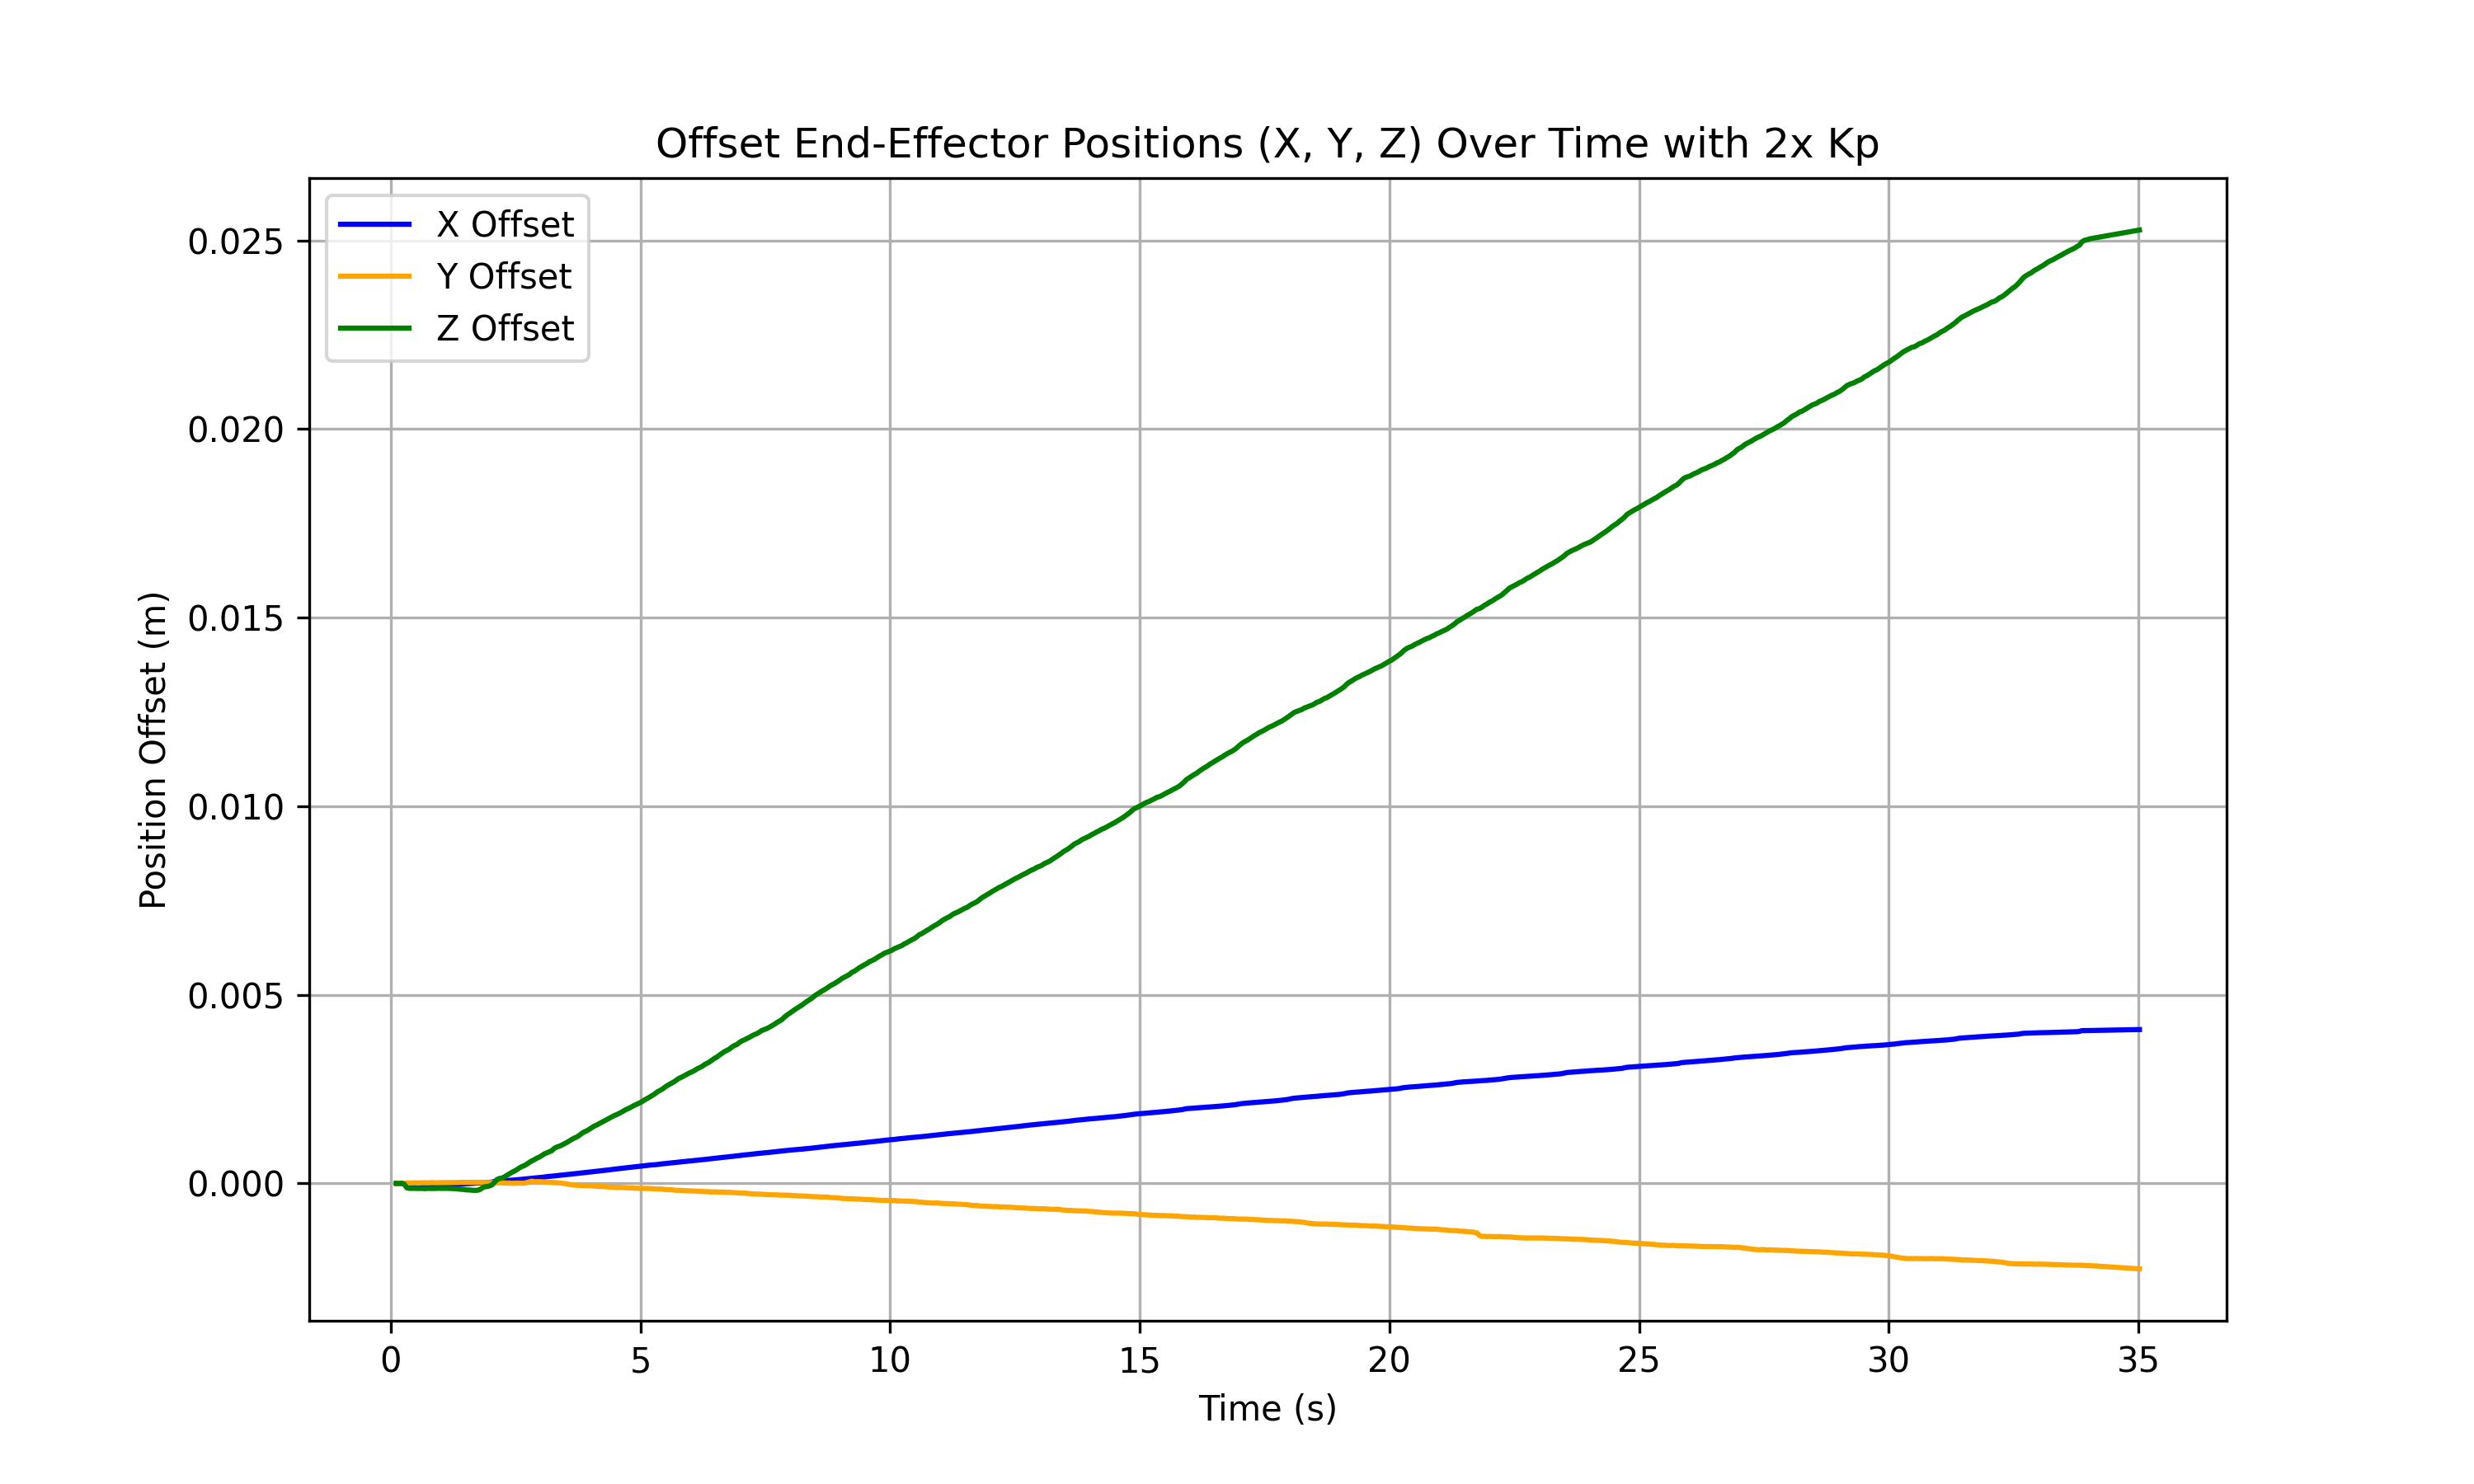 Offset End-Effector Positions (X, Y, Z) Over Time with 2x Kp
X Offset
Y Offset
Z Offset
0.025
0.020
0.015
0.010
0.005
0.000
Position Offset (m)
0 5 10 15 20 25 30 35
Time (s)